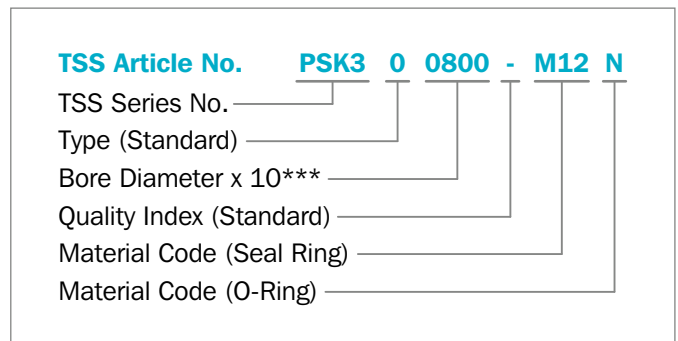 TSS Article No. PSK3 0 0800 - M12 N
TSS Series No.
Type (Standard)
Bore Diameter x 10***
Quality Index (Standard)
Material Code (Seal Ring)
Material Code (O-Ring)